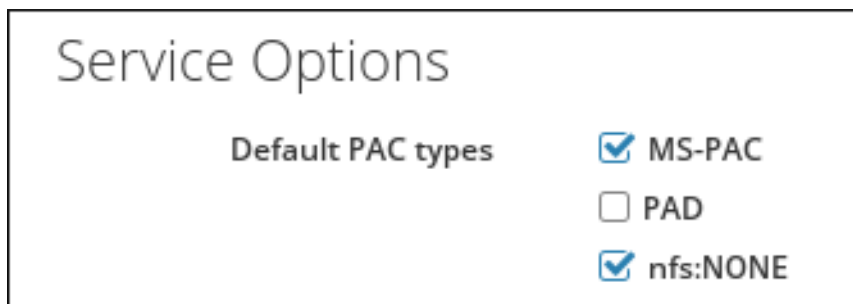 Service Options
Default PAC types MS-PAC
PAD
nfs:NONE